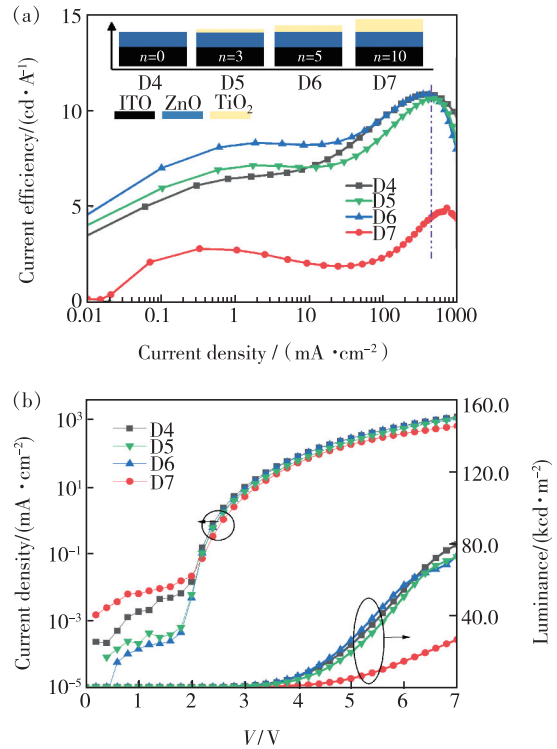 (a)
15
10
5
0
Current efficiency/(cd·A⁻¹)
n=0 n=3 n=5 n=10
D4 D5 D6 D7
ITO ZnO TiO₂
D4
D5
D6
D7
0.01 0.1 1 10 100 1000
Current density / (mA·cm⁻²)
(b)
10³
10¹
10⁻¹
10⁻³
10⁻⁵
Current density/(mA·cm⁻²)
D4
D5
D6
D7
160.0
120.0
80.0
40.0
0
Luminance/(kcd·m⁻²)
0 1 2 3 4 5 6 7
V/V